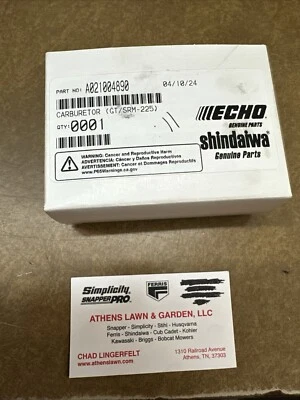 PART NO: A021004890 04/10/24
CARBURETOR (GT/SRM-225)
QTY: 0001
ECHO
GENUINE PARTS
shindaiwa
Genuine Parts
WARNING: Cancer and Reproductive Harm
ADVERTENCIA: Cáncer y Daños Reproductivos
AVERTISSEMENT: Cancer et Dommages Reproductifs
www.P65Warnings.ca.gov
Simplicity FERRIS
SNAPPER PRO
ATHENS LAWN & GARDEN, LLC
Snapper - Simplicity - Stihl - Husqvarna
Ferris - Shindaiwa - Cub Cadet - Kohler
Kawasaki - Briggs - Bobcat Mowers
CHAD LINGERFELT
www.athenslawn.com
1310 Railroad Avenue
Athens, TN, 37303